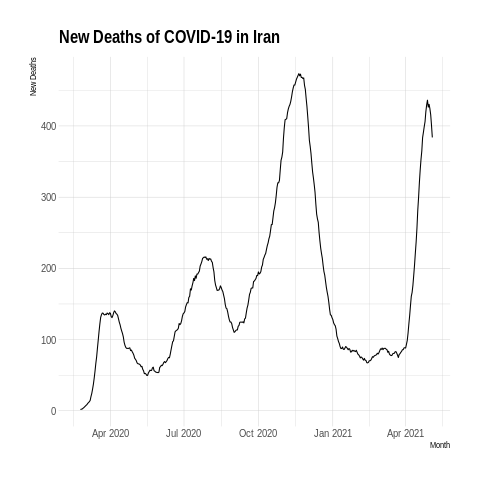 New Deaths of COVID-19 in Iran
New Deaths
400
300
200
100
0
Apr 2020 Jul 2020 Oct 2020 Jan 2021 Apr 2021
Month